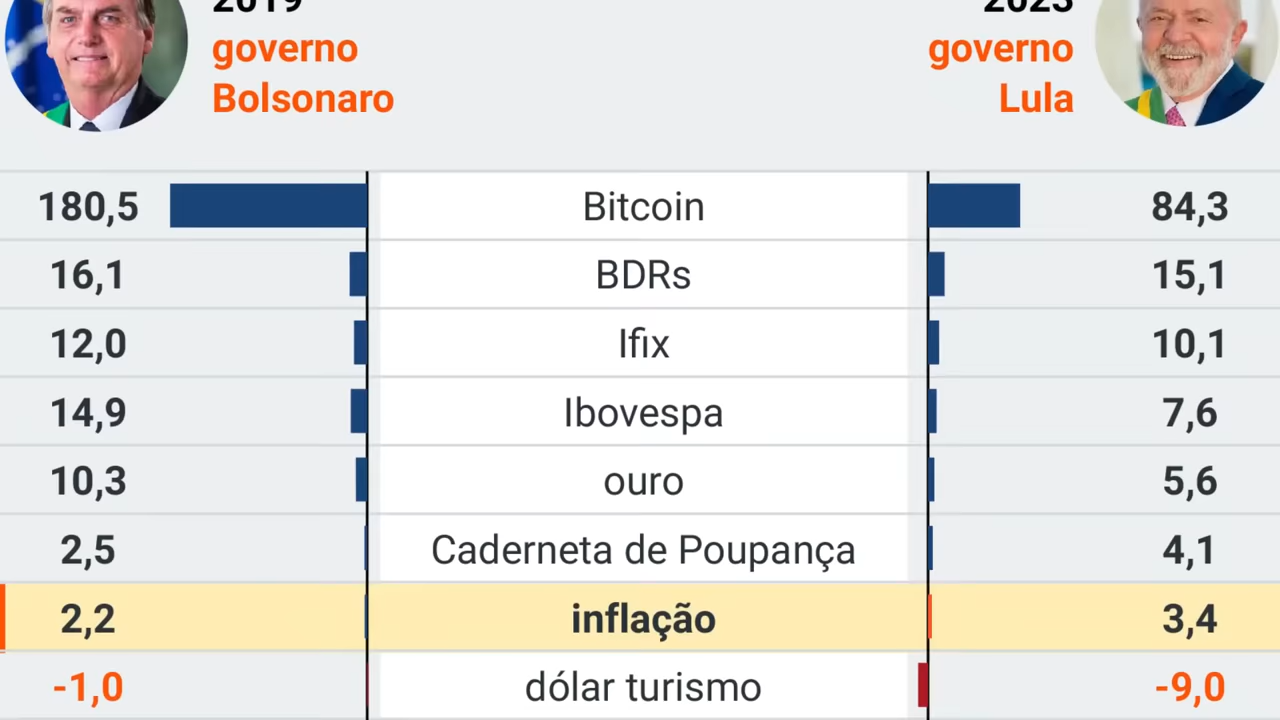 2019
governo
Bolsonaro
2023
governo
Lula
180,5 Bitcoin 84,3
16,1 BDRs 15,1
12,0 Ifix 10,1
14,9 Ibovespa 7,6
10,3 ouro 5,6
2,5 Caderneta de Poupança 4,1
2,2 inflação 3,4
-1,0 dólar turismo -9,0